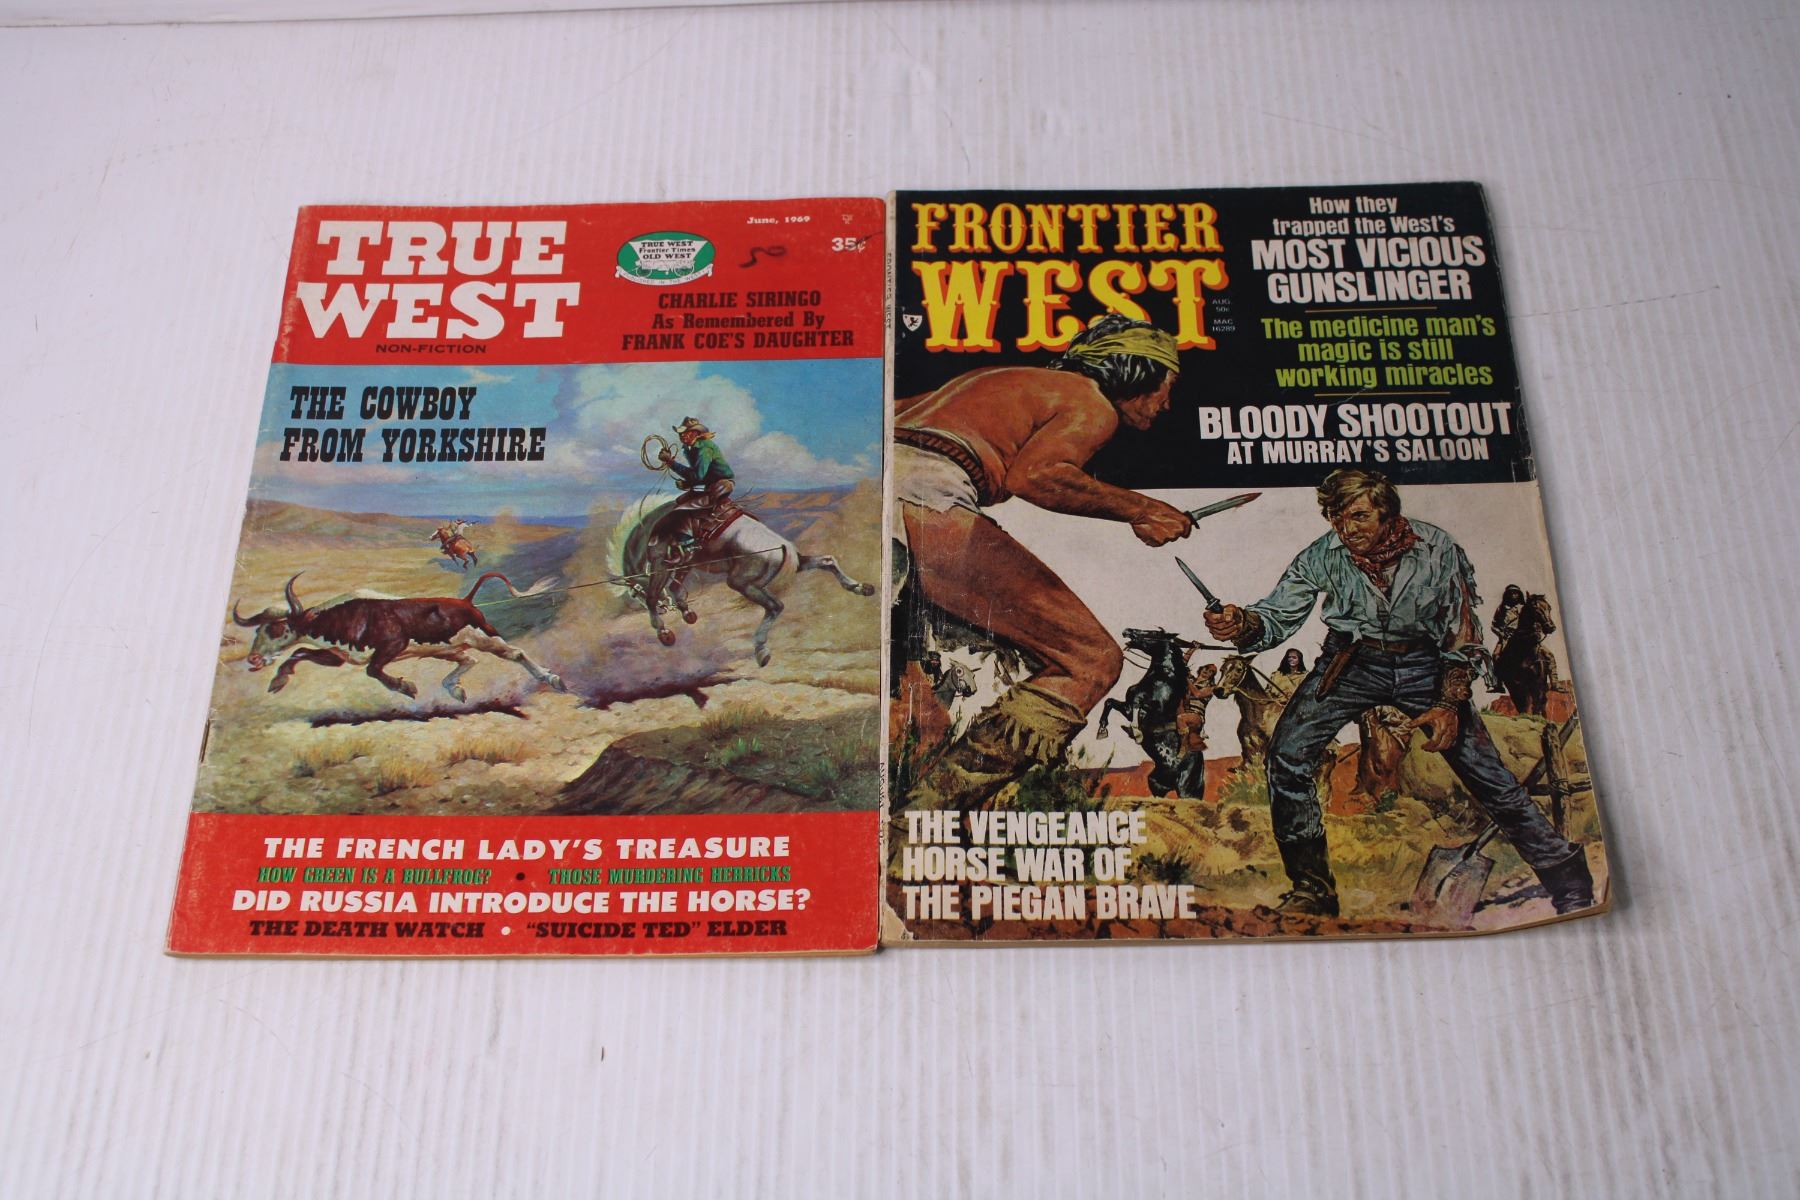 TRUE
WEST
NON-FICTION
June, 1969
35¢
TRUE WEST
Frontier Times
OLD WEST
CHARLIE SIRINGO
As Remembered By
FRANK COE'S DAUGHTER
THE COWBOY
FROM YORKSHIRE
THE FRENCH LADY'S TREASURE
HOW GREEN IS A BULLFROG? • THOSE MURDERING HERRICKS
DID RUSSIA INTRODUCE THE HORSE?
THE DEATH WATCH • "SUICIDE TED" ELDER
FRONTIER WEST
FRONTIER
WEST
AUG.
50c
MAC
16289
How they
trapped the West's
MOST VICIOUS
GUNSLINGER
The medicine man's
magic is still
working miracles
BLOODY SHOOTOUT
AT MURRAY'S SALOON
THE VENGEANCE
HORSE WAR OF
THE PIEGAN BRAVE